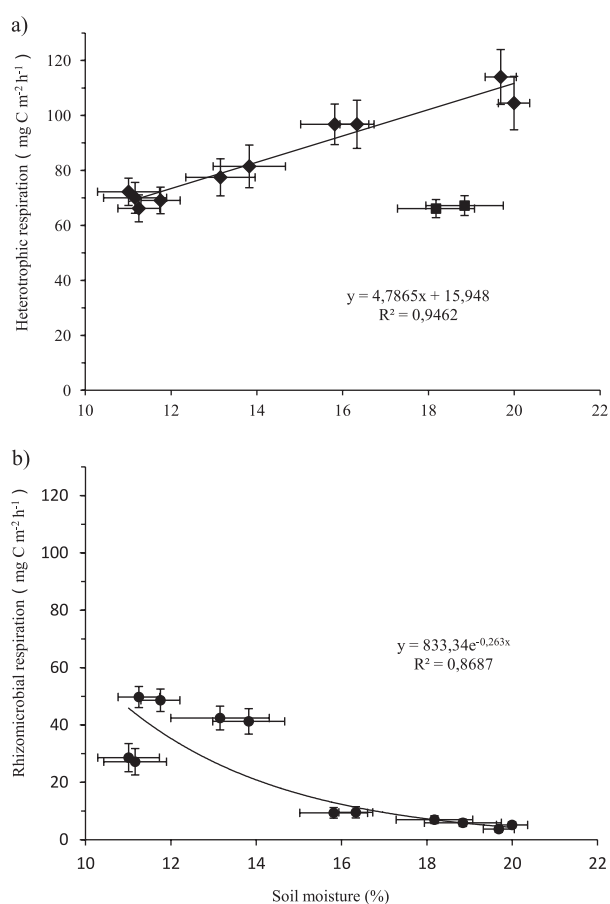 a)
Heterotrophic respiration ( mg C m⁻² h⁻¹ )
120
100
80
60
40
20
0
y = 4,7865x + 15,948
R² = 0,9462
10 12 14 16 18 20 22
b)
Rhizomicrobial respiration ( mg C m⁻² h⁻¹ )
120
100
80
60
40
20
0
y = 833,34e⁻⁰,²⁶³ˣ
R² = 0,8687
10 12 14 16 18 20 22
Soil moisture (%)